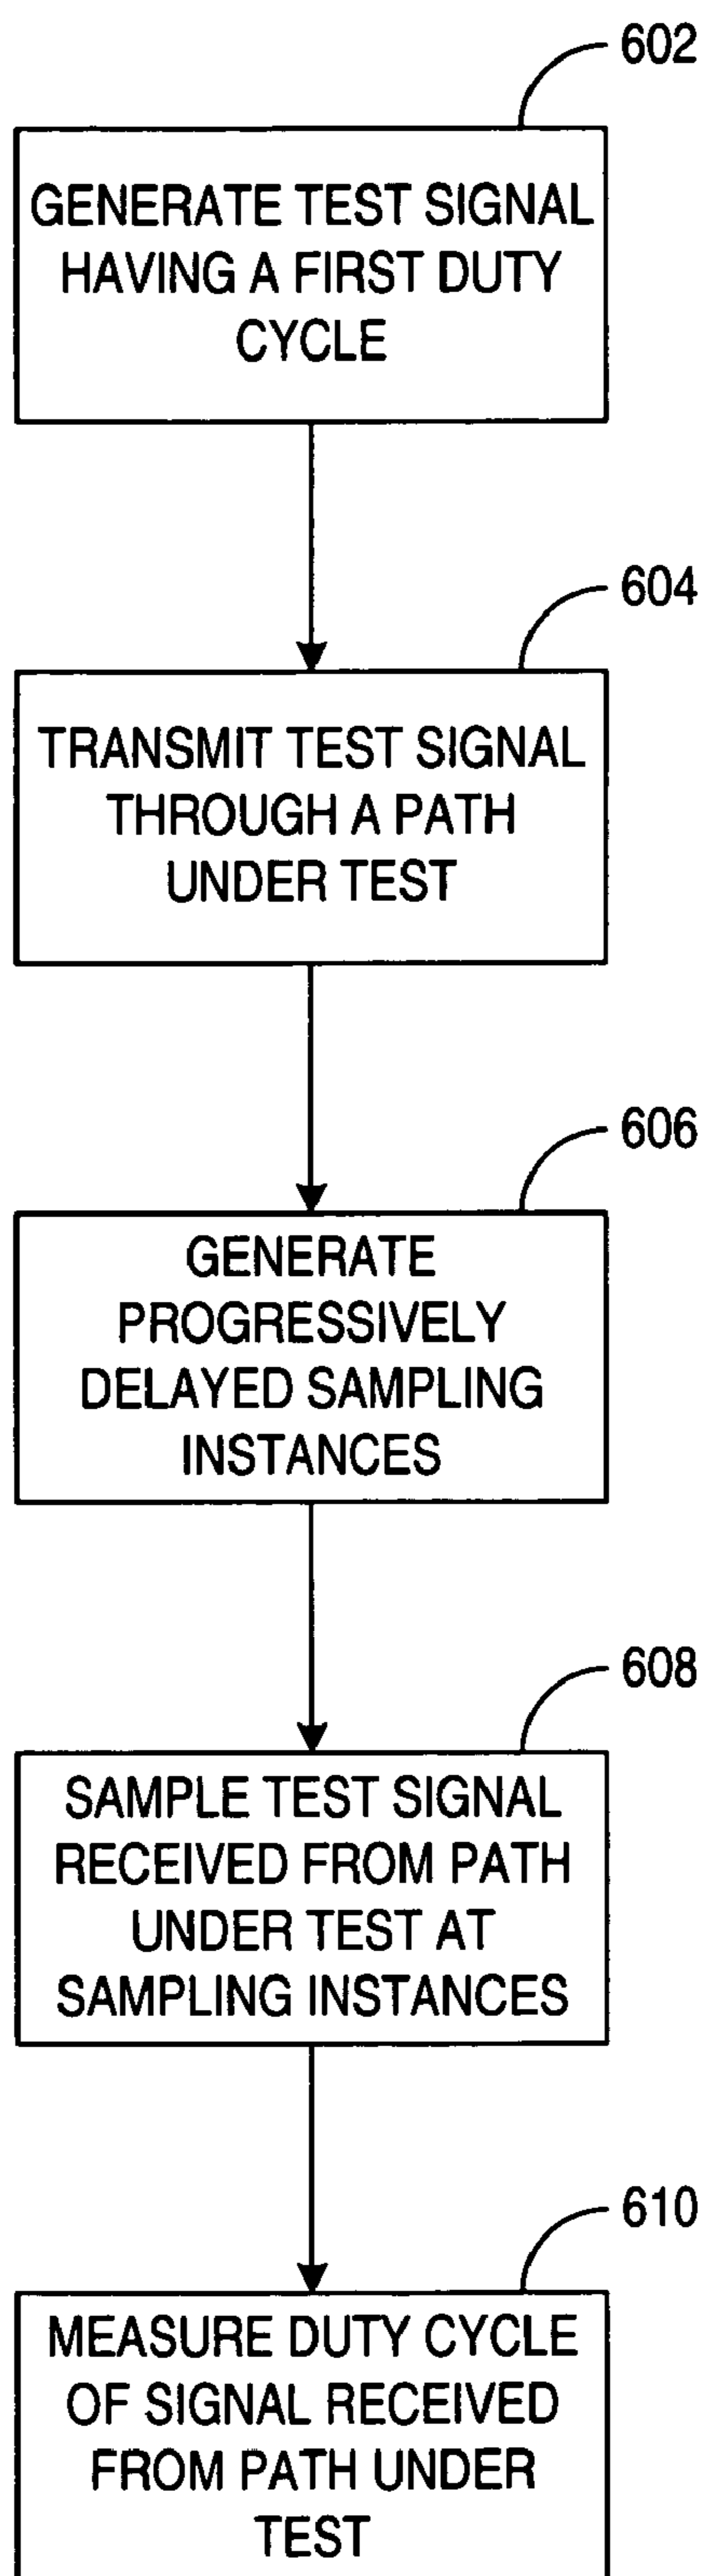 602
GENERATE TEST SIGNAL
HAVING A FIRST DUTY
CYCLE
604
TRANSMIT TEST SIGNAL
THROUGH A PATH
UNDER TEST
606
GENERATE
PROGRESSIVELY
DELAYED SAMPLING
INSTANCES
608
SAMPLE TEST SIGNAL
RECEIVED FROM PATH
UNDER TEST AT
SAMPLING INSTANCES
610
MEASURE DUTY CYCLE
OF SIGNAL RECEIVED
FROM PATH UNDER
TEST